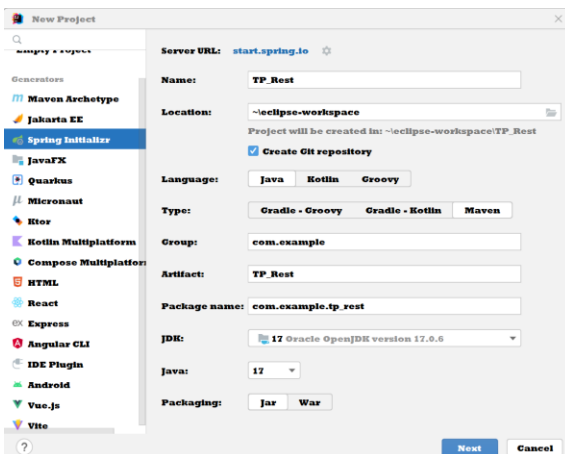 New Project
Empty Project
Generators
Maven Archetype
Jakarta EE
Spring Initializr
JavaFX
Quarkus
Micronaut
Ktor
Kotlin Multiplatform
Compose Multiplatfor
HTML
React
Express
Angular CLI
IDE Plugin
Android
Vue.js
Vite
Server URL: start.spring.io
Name: TP_Rest
Location: ~\eclipse-workspace
Project will be created in: ~\eclipse-workspace\TP_Rest
Create Git repository
Language: Java Kotlin Groovy
Type: Gradle - Groovy Gradle - Kotlin Maven
Group: com.example
Artifact: TP_Rest
Package name: com.example.tp_rest
JDK: 17 Oracle OpenJDK version 17.0.6
Java: 17
Packaging: Jar War
? Next Cancel